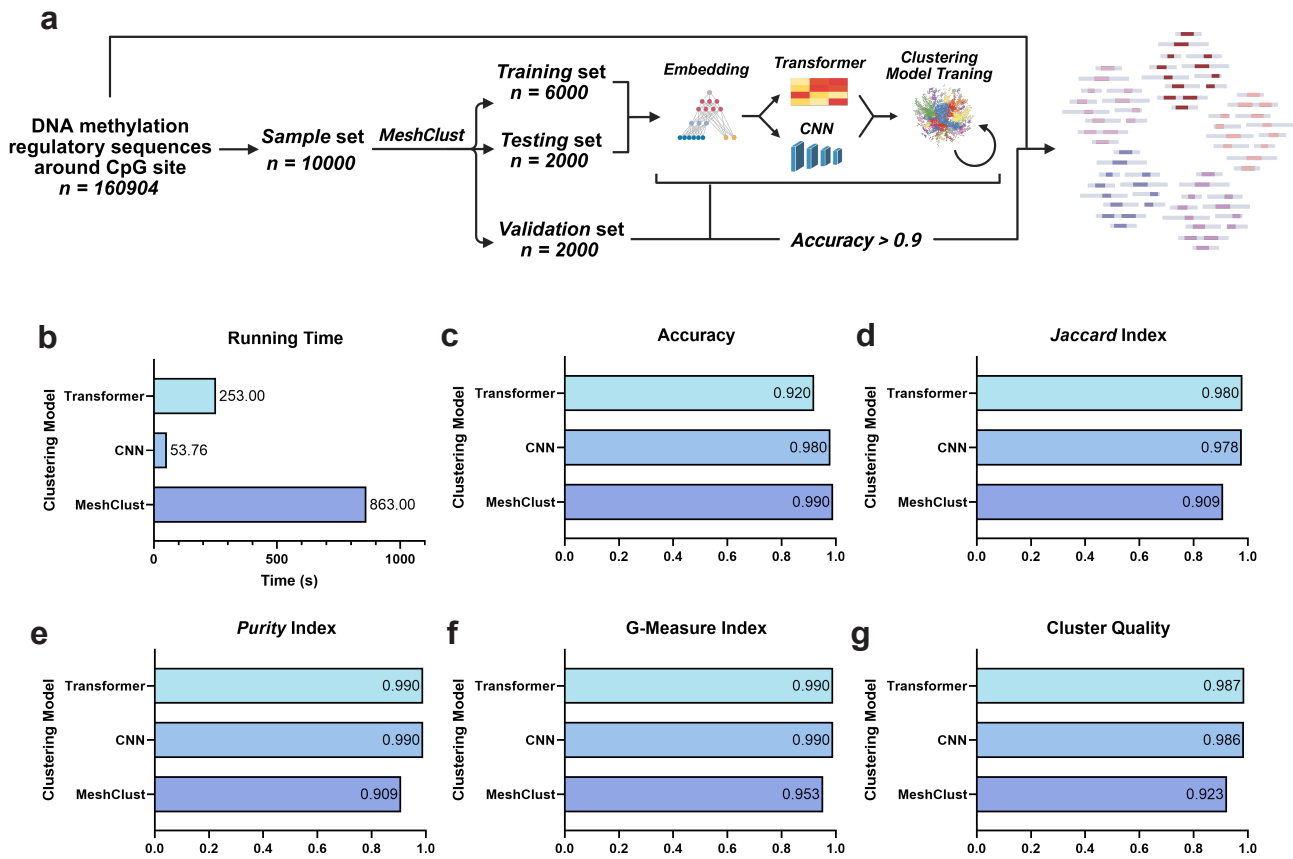 a
DNA methylation
regulatory sequences
around CpG site
n = 160904
Sample set
n = 10000
MeshClust
Training set
n = 6000
Testing set
n = 2000
Validation set
n = 2000
Embedding
Transformer
CNN
Clustering
Model Traning
Accuracy > 0.9
b
Running Time
Clustering Model
Transformer
253.00
CNN
53.76
MeshClust
863.00
0 500 1000
Time (s)
c
Accuracy
Clustering Model
Transformer
0.920
CNN
0.980
MeshClust
0.990
0.0 0.2 0.4 0.6 0.8 1.0
d
Jaccard Index
Clustering Model
Transformer
0.980
CNN
0.978
MeshClust
0.909
0.0 0.2 0.4 0.6 0.8 1.0
e
Purity Index
Clustering Model
Transformer
0.990
CNN
0.990
MeshClust
0.909
0.0 0.2 0.4 0.6 0.8 1.0
f
G-Measure Index
Clustering Model
Transformer
0.990
CNN
0.990
MeshClust
0.953
0.0 0.2 0.4 0.6 0.8 1.0
g
Cluster Quality
Clustering Model
Transformer
0.987
CNN
0.986
MeshClust
0.923
0.0 0.2 0.4 0.6 0.8 1.0